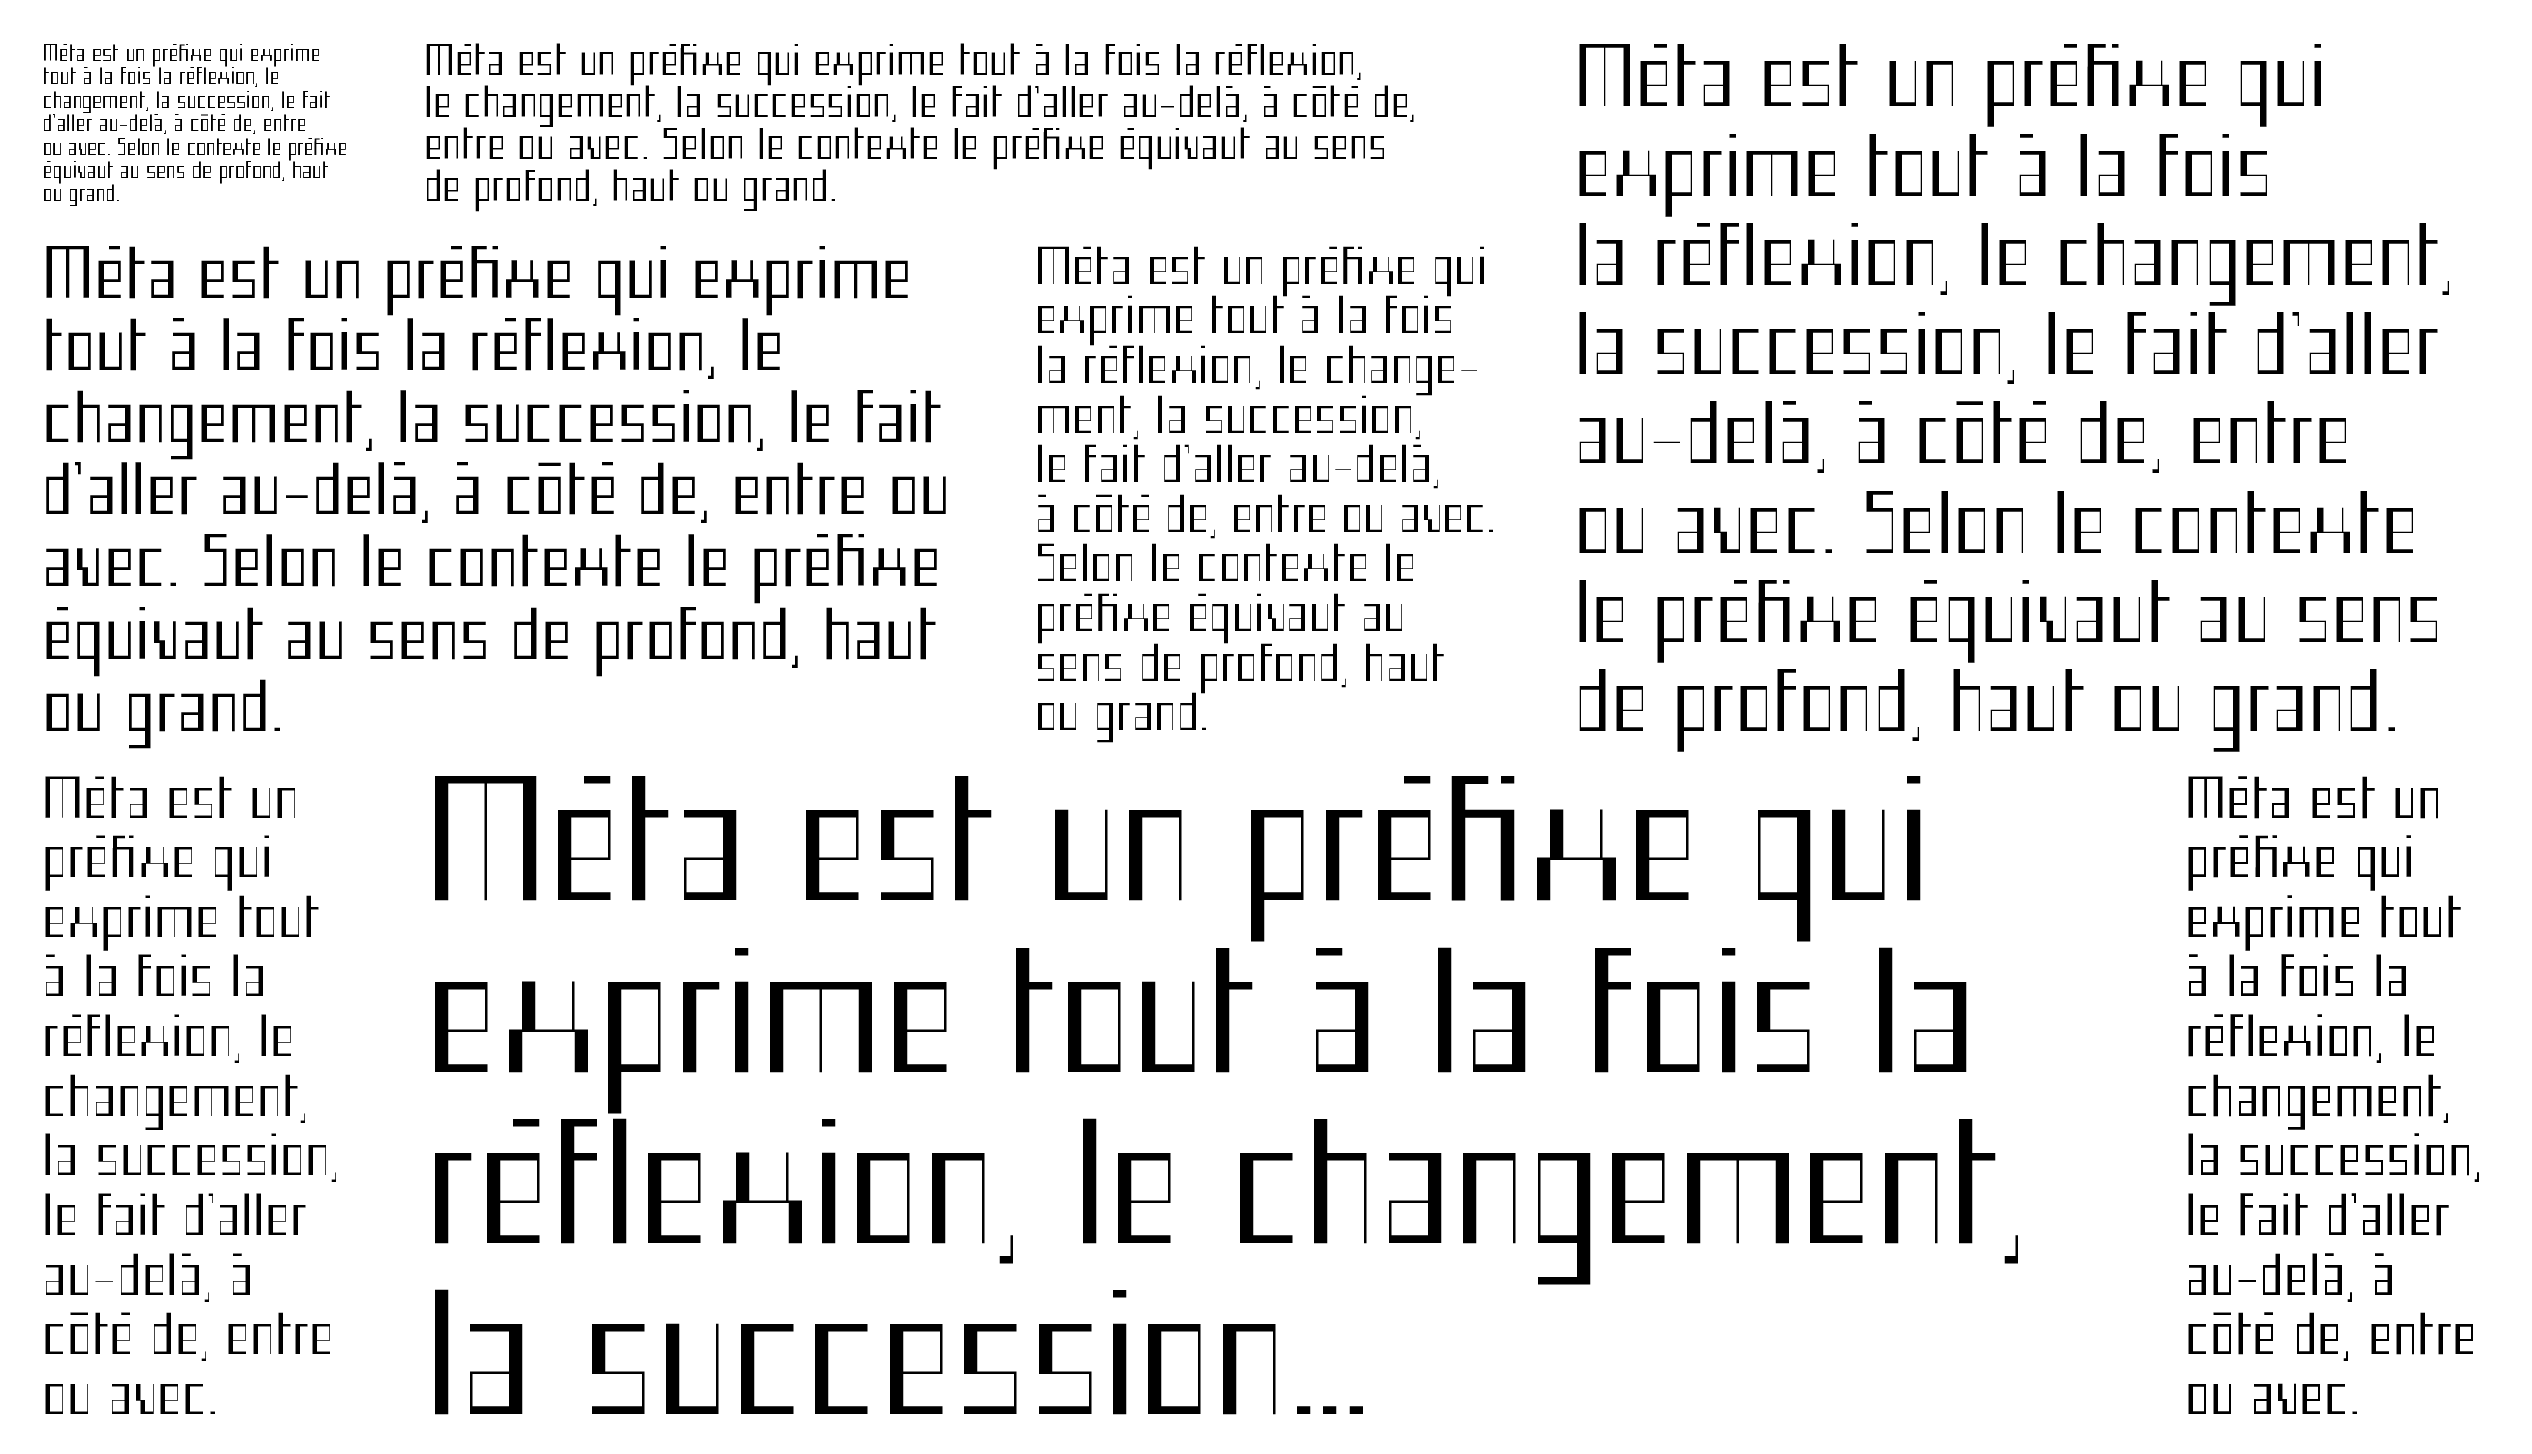 Méta est un préfixe qui exprime
tout à la fois la réflexion, le
changement, la succession, le fait
d'aller au-delà, à côté de, entre
ou avec. Selon le contexte le préfixe
équivaut au sens de profond, haut
ou grand.
Méta est un préfixe qui exprime tout à la fois la réflexion,
le changement, la succession, le fait d'aller au-delà, à côté de,
entre ou avec. Selon le contexte le préfixe équivaut au sens
de profond, haut ou grand.
Méta est un préfixe qui
exprime tout à la fois
la réflexion, le changement,
la succession, le fait d'aller
au-delà, à côté de, entre
ou avec. Selon le contexte
le préfixe équivaut au sens
de profond, haut ou grand.
Méta est un préfixe qui exprime
tout à la fois la réflexion, le
changement, la succession, le fait
d'aller au-delà, à côté de, entre ou
avec. Selon le contexte le préfixe
équivaut au sens de profond, haut
ou grand.
Méta est un préfixe qui
exprime tout à la fois
la réflexion, le change-
ment, la succession,
le fait d'aller au-delà,
à côté de, entre ou avec.
Selon le contexte le
préfixe équivaut au
sens de profond, haut
ou grand.
Méta est un
préfixe qui
exprime tout
à la fois la
réflexion, le
changement,
la succession,
le fait d'aller
au-delà, à
côté de, entre
ou avec.
Méta est un préfixe qui
exprime tout à la fois la
réflexion, le changement,
la succession...
Méta est un
préfixe qui
exprime tout
à la fois la
réflexion, le
changement,
la succession,
le fait d'aller
au-delà, à
côté de, entre
ou avec.